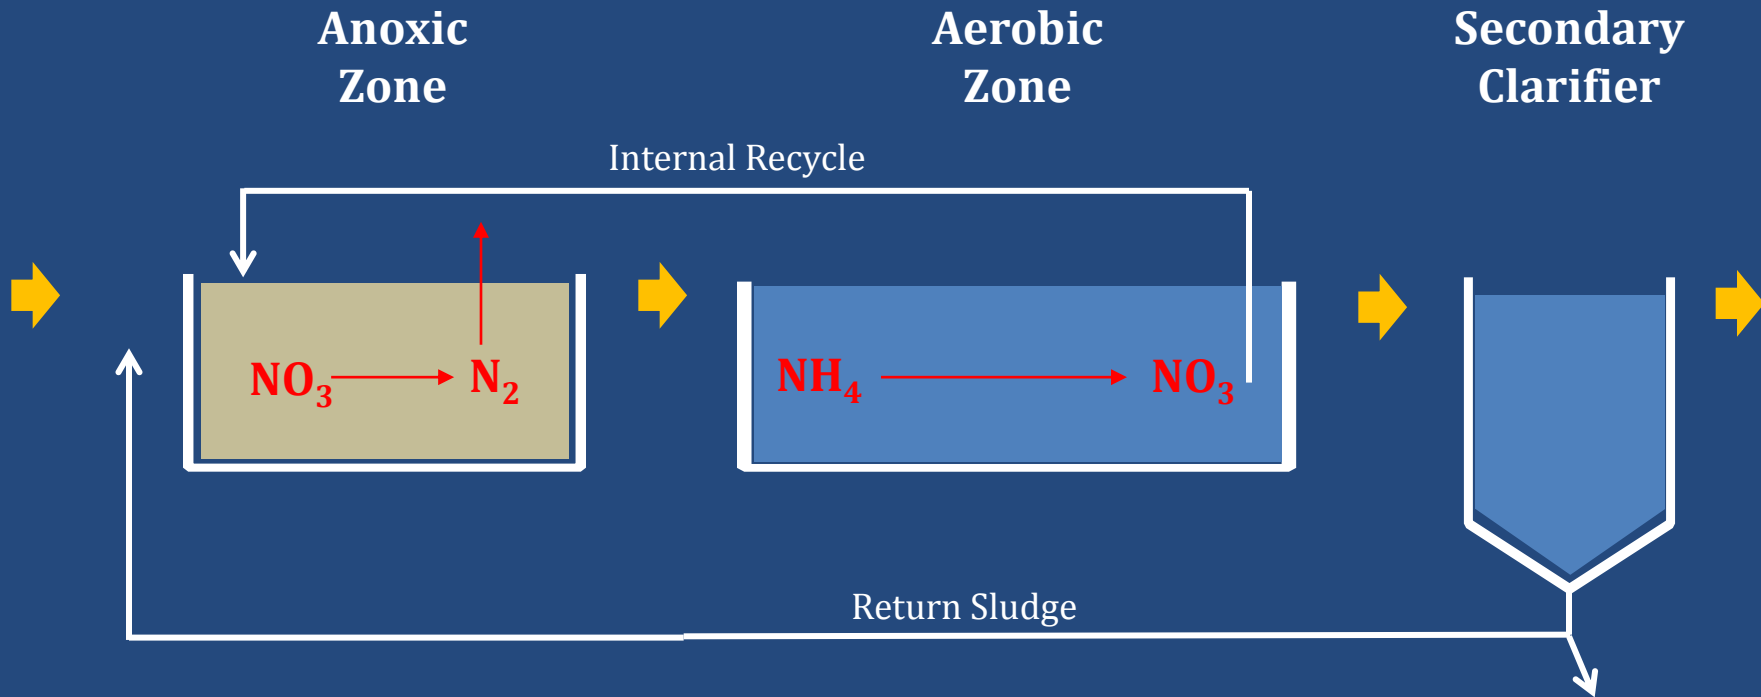 Anoxic
Zone
Aerobic
Zone
Secondary
Clarifier
Internal Recycle
NO₃
N₂
NH₄
NO₃
Return Sludge